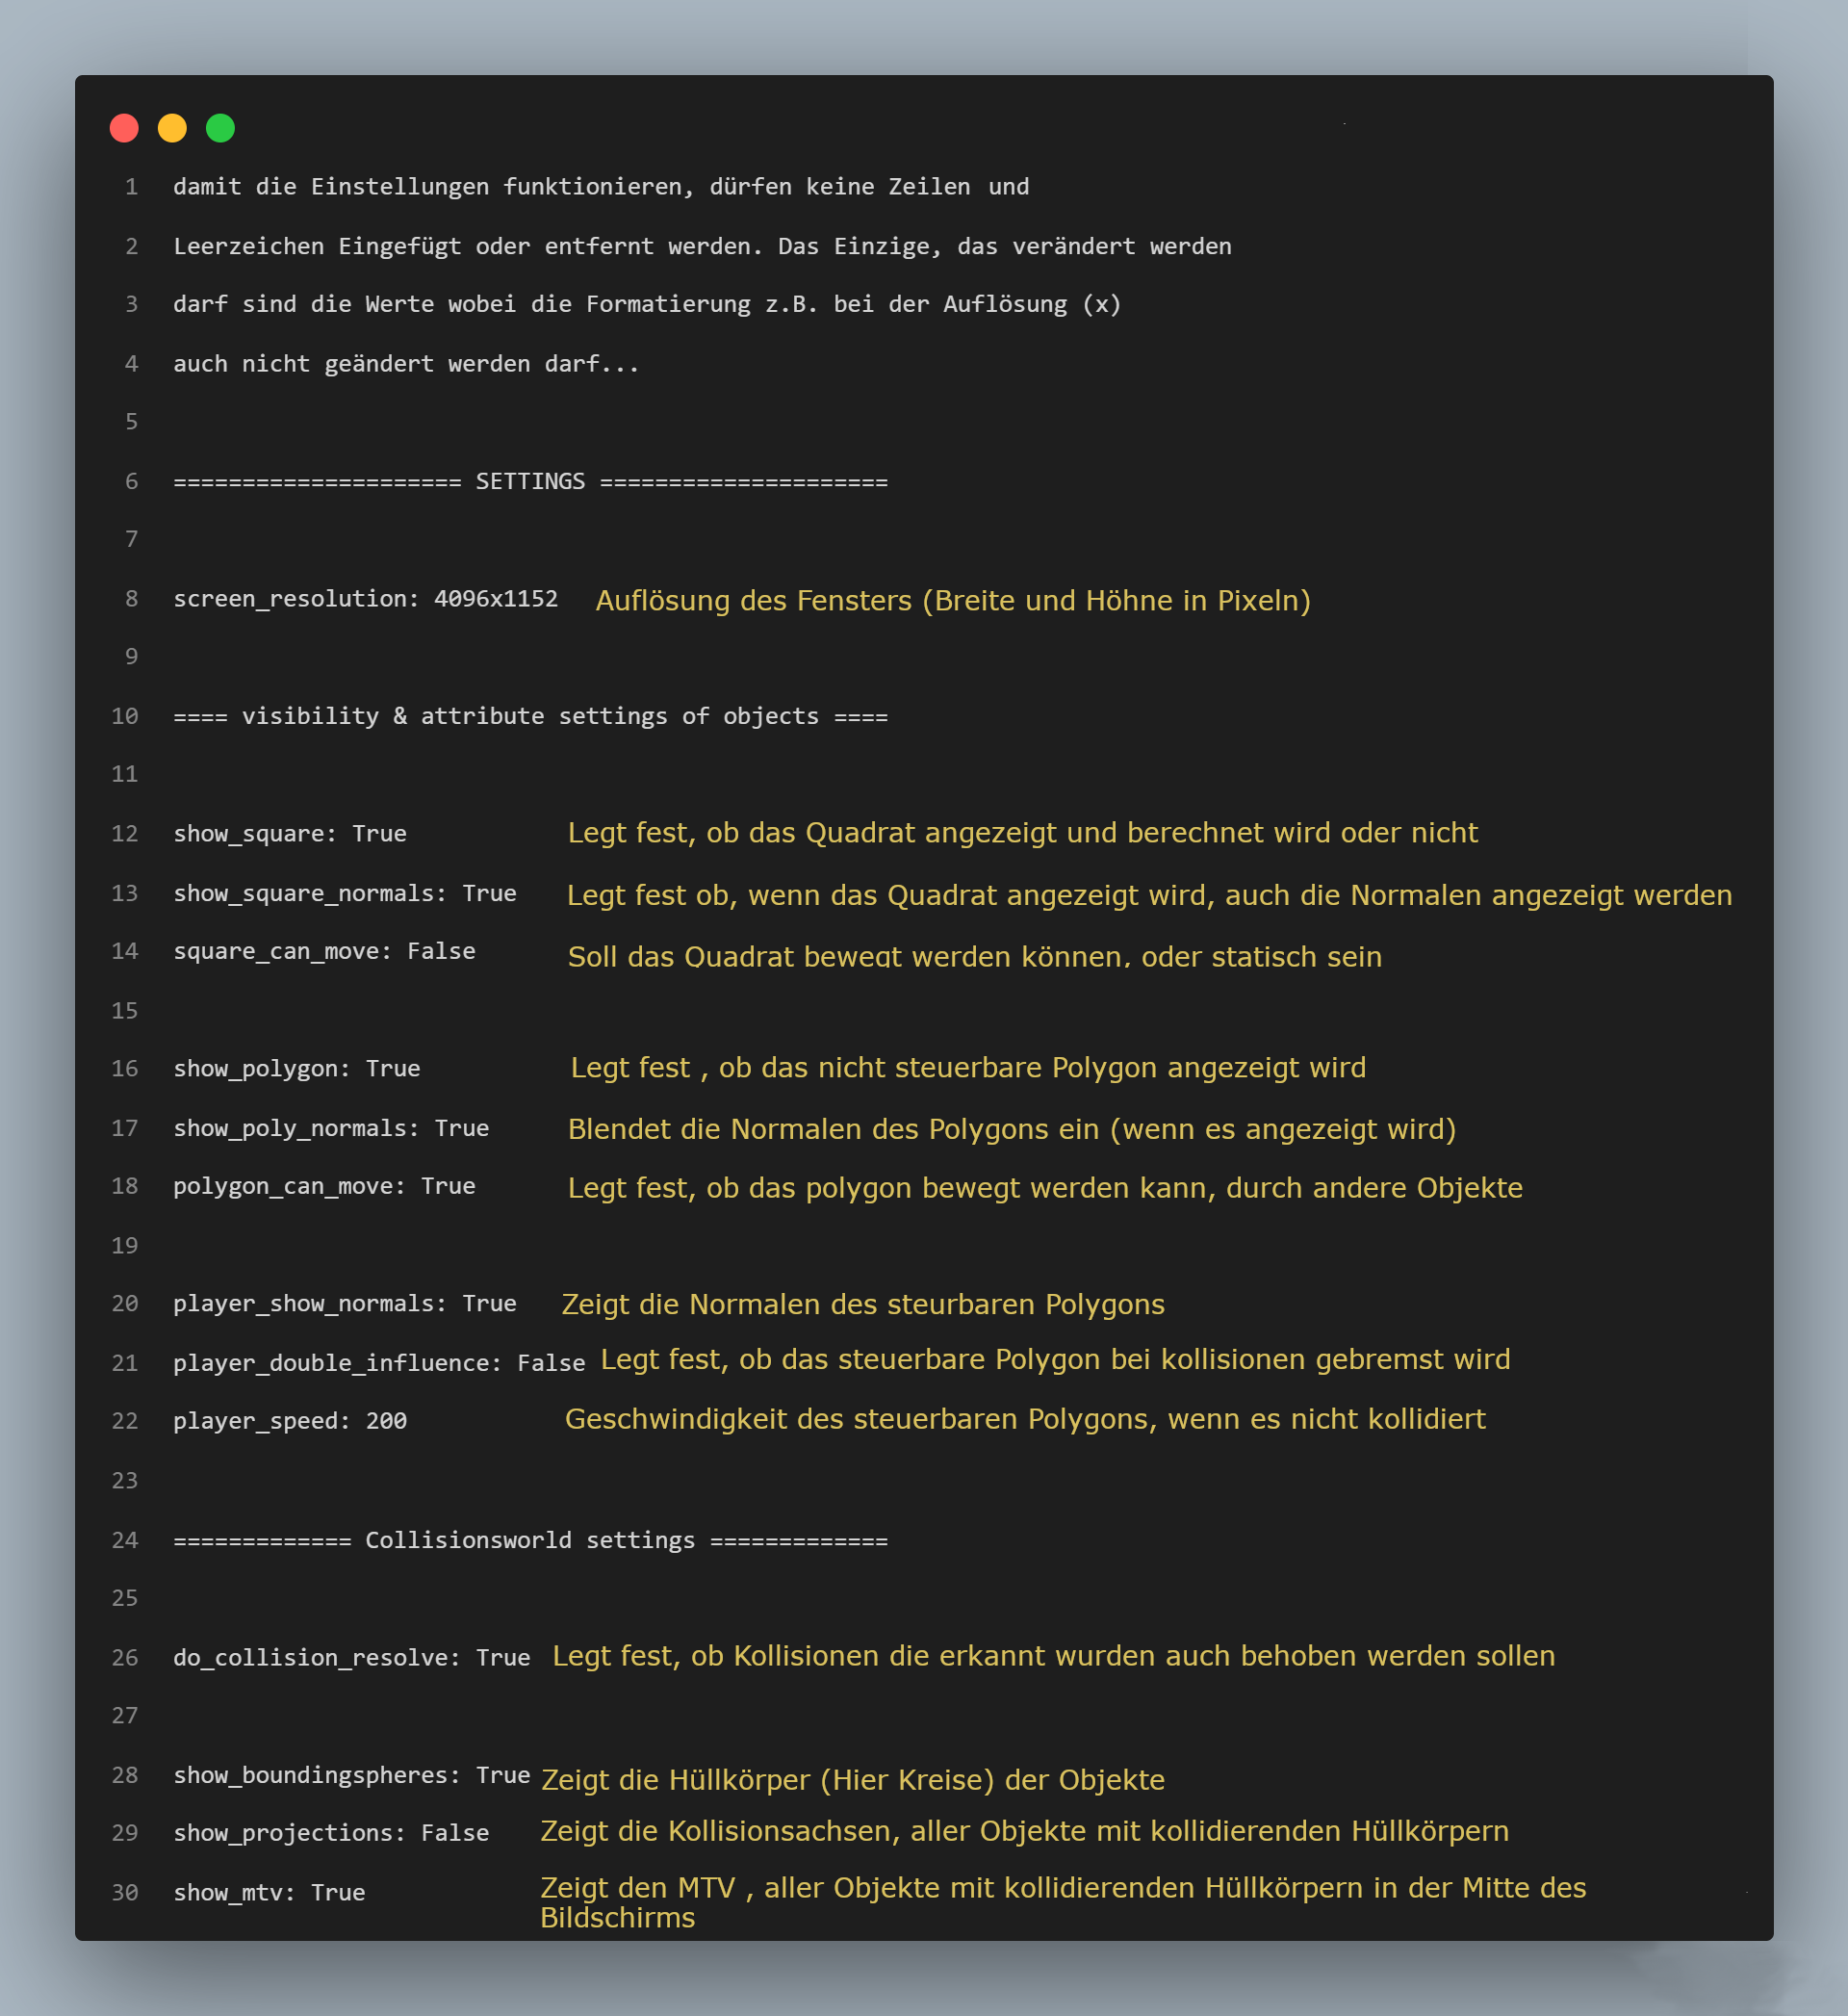 1 damit die Einstellungen funktionieren, dürfen keine Zeilen und
2 Leerzeichen Eingefügt oder entfernt werden. Das Einzige, das verändert werden
3 darf sind die Werte wobei die Formatierung z.B. bei der Auflösung (x)
4 auch nicht geändert werden darf...
5
6 ===================== SETTINGS =====================
7
8 screen_resolution: 4096x1152 Auflösung des Fensters (Breite und Höhne in Pixeln)
9
10 ==== visibility & attribute settings of objects ====
11
12 show_square: True Legt fest, ob das Quadrat angezeigt und berechnet wird oder nicht
13 show_square_normals: True Legt fest ob, wenn das Quadrat angezeigt wird, auch die Normalen angezeigt werden
14 square_can_move: False Soll das Quadrat bewegt werden können, oder statisch sein
15
16 show_polygon: True Legt fest , ob das nicht steuerbare Polygon angezeigt wird
17 show_poly_normals: True Blendet die Normalen des Polygons ein (wenn es angezeigt wird)
18 polygon_can_move: True Legt fest, ob das polygon bewegt werden kann, durch andere Objekte
19
20 player_show_normals: True Zeigt die Normalen des steurbaren Polygons
21 player_double_influence: False Legt fest, ob das steuerbare Polygon bei kollisionen gebremst wird
22 player_speed: 200 Geschwindigkeit des steuerbaren Polygons, wenn es nicht kollidiert
23
24 ============= Collisionsworld settings =============
25
26 do_collision_resolve: True Legt fest, ob Kollisionen die erkannt wurden auch behoben werden sollen
27
28 show_boundingspheres: True Zeigt die Hüllkörper (Hier Kreise) der Objekte
29 show_projections: False Zeigt die Kollisionsachsen, aller Objekte mit kollidierenden Hüllkörpern
30 show_mtv: True Zeigt den MTV , aller Objekte mit kollidierenden Hüllkörpern in der Mitte des
Bildschirms